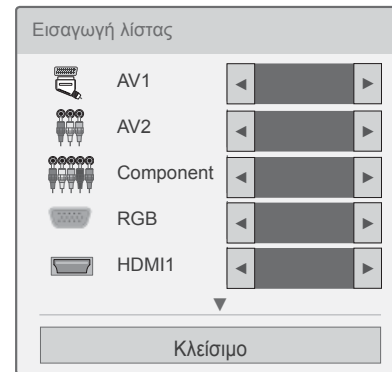 Εισαγωγή λίστας
AV1
AV2
Component
RGB
HDMI1
Κλείσιμο